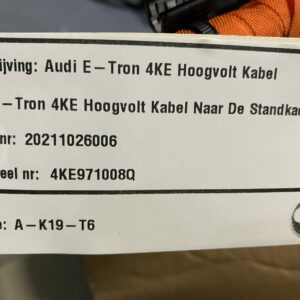 ijving: Audi E-Tron 4KE Hoogvolt Kabel
-Tron 4KE Hoogvolt Kabel Naar De Standkac
nr: 20211026006
eel nr: 4KE971008Q
e: A-K19-T6